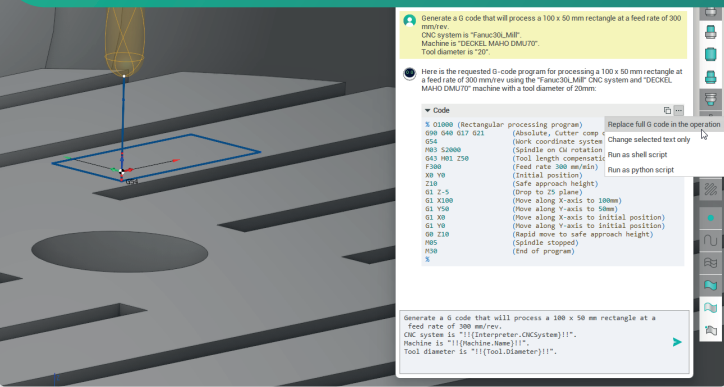 Generate a G code that will process a 100 x 50 mm rectangle at a feed rate of 300
mm/rev.
CNC system is "Fanuc30i_Mill".
Machine is "DECKEL MAHO DMU70".
Tool diameter is "20".
Here is the requested G-code program for processing a 100 x 50 mm rectangle at
a feed rate of 300 mm/rev using the "Fanuc30i_Mill" CNC system and "DECKEL
MAHO DMU70" machine with a tool diameter of 20mm:
Code
Replace full G code in the operation
Change selected text only
Run as shell script
Run as python script
% O1000 (Rectangular processing program)
G90 G40 G17 G21 (Absolute, Cutter comp
G54 (Work coordinate system
M03 S2000 (Spindle on CW rotation
G43 H01 Z50 (Tool length compensatio
F300 (Feed rate 300 mm/min)
X0 Y0 (Initial position)
Z10 (Safe approach height)
G1 Z-5 (Drop to Z5 plane)
G1 X100 (Move along X-axis to 100mm)
G1 Y50 (Move along Y-axis to 50mm)
G1 X0 (Move along X-axis to initial position)
G1 Y0 (Move along Y-axis to initial position)
G0 Z10 (Rapid move to safe approach height)
M05 (Spindle stopped)
M30 (End of program)
%
Generate a G code that will process a 100 x 50 mm rectangle at a
feed rate of 300 mm/rev.
CNC system is "!!{Interpreter.CNCSystem}!!".
Machine is "!!{Machine.Name}!!".
Tool diameter is "!!{Tool.Diameter}!!".